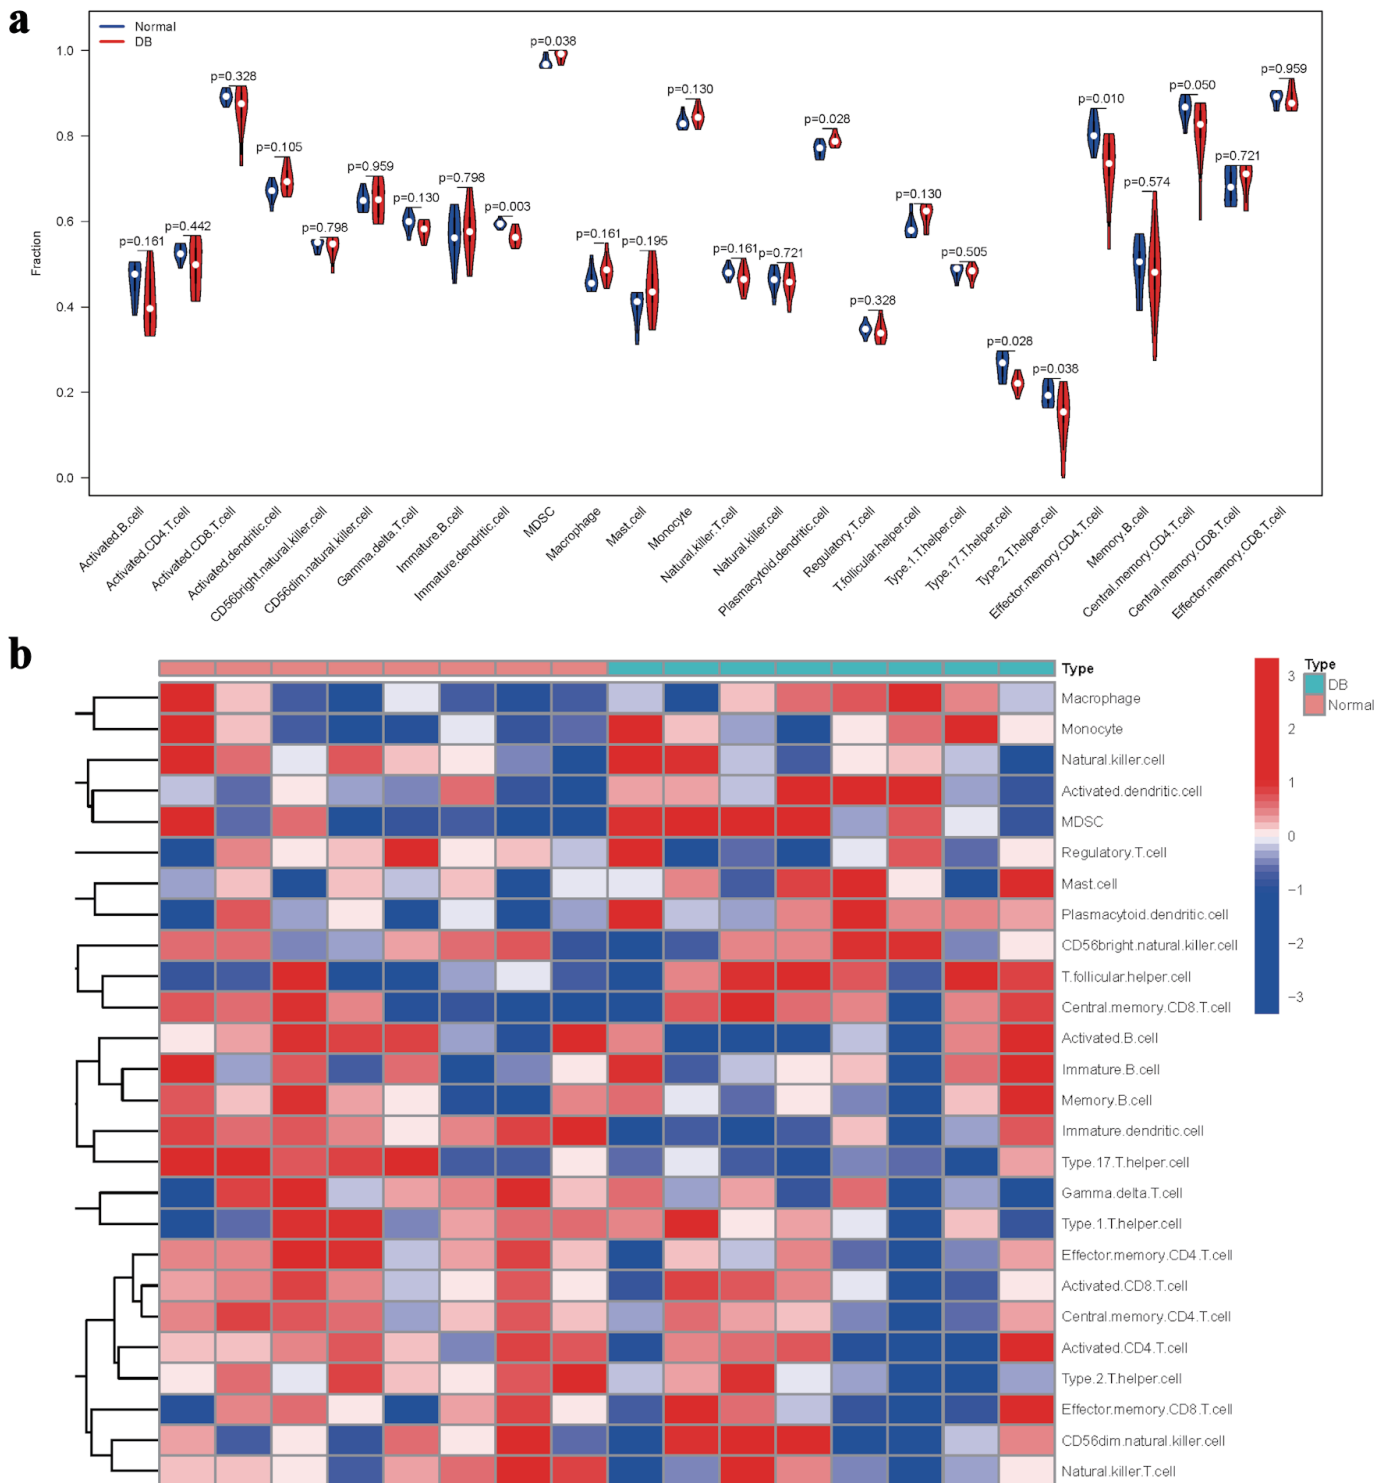 a
Normal
DB
Fraction
1.0
0.8
0.6
0.4
0.2
0.0
p=0.161
p=0.442
p=0.328
p=0.105
p=0.798
p=0.959
p=0.130
p=0.798
p=0.003
p=0.038
p=0.161
p=0.195
p=0.130
p=0.161
p=0.721
p=0.028
p=0.328
p=0.130
p=0.505
p=0.028
p=0.038
p=0.010
p=0.574
p=0.050
p=0.721
p=0.959
Activated.B.cell
Activated.CD4.T.cell
Activated.CD8.T.cell
Activated.dendritic.cell
CD56bright.natural.killer.cell
CD56dim.natural.killer.cell
Gamma.delta.T.cell
Immature.B.cell
Immature.dendritic.cell
MDSC
Macrophage
Mast.cell
Monocyte
Natural.killer.T.cell
Natural.killer.cell
Plasmacytoid.dendritic.cell
Regulatory.T.cell
T.follicular.helper.cell
Type.1.T.helper.cell
Type.17.T.helper.cell
Type.2.T.helper.cell
Effector.memory.CD4.T.cell
Memory.B.cell
Central.memory.CD4.T.cell
Central.memory.CD8.T.cell
Effector.memory.CD8.T.cell
b
Type
Macrophage
Monocyte
Natural.killer.cell
Activated.dendritic.cell
MDSC
Regulatory.T.cell
Mast.cell
Plasmacytoid.dendritic.cell
CD56bright.natural.killer.cell
T.follicular.helper.cell
Central.memory.CD8.T.cell
Activated.B.cell
Immature.B.cell
Memory.B.cell
Immature.dendritic.cell
Type.17.T.helper.cell
Gamma.delta.T.cell
Type.1.T.helper.cell
Effector.memory.CD4.T.cell
Activated.CD8.T.cell
Central.memory.CD4.T.cell
Activated.CD4.T.cell
Type.2.T.helper.cell
Effector.memory.CD8.T.cell
CD56dim.natural.killer.cell
Natural.killer.T.cell
3
2
1
0
−1
−2
−3
Type
DB
Normal